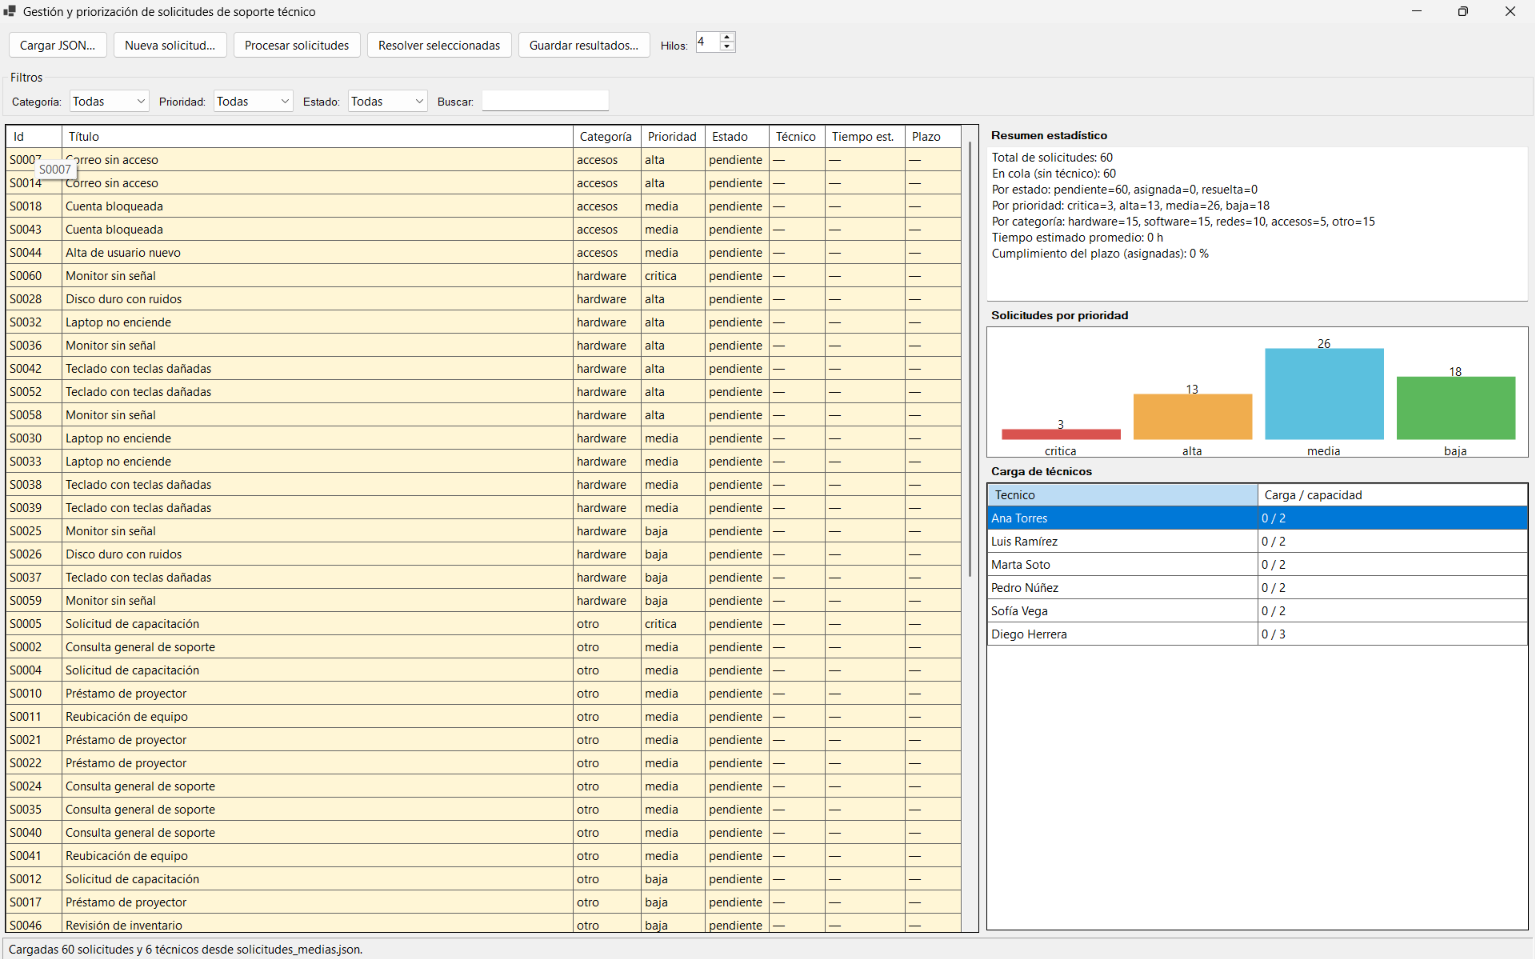 Gestión y priorización de solicitudes de soporte técnico
Cargar JSON... Nueva solicitud... Procesar solicitudes Resolver seleccionadas Guardar resultados... Hilos: 4
Filtros
Categoría: Todas Prioridad: Todas Estado: Todas Buscar:
Id Título Categoría Prioridad Estado Técnico Tiempo est. Plazo
S0007 Correo sin acceso accesos alta pendiente — — —
S0007
S0014 Correo sin acceso accesos alta pendiente — — —
S0018 Cuenta bloqueada accesos media pendiente — — —
S0043 Cuenta bloqueada accesos media pendiente — — —
S0044 Alta de usuario nuevo accesos media pendiente — — —
S0060 Monitor sin señal hardware critica pendiente — — —
S0028 Disco duro con ruidos hardware alta pendiente — — —
S0032 Laptop no enciende hardware alta pendiente — — —
S0036 Monitor sin señal hardware alta pendiente — — —
S0042 Teclado con teclas dañadas hardware alta pendiente — — —
S0052 Teclado con teclas dañadas hardware alta pendiente — — —
S0058 Monitor sin señal hardware alta pendiente — — —
S0030 Laptop no enciende hardware media pendiente — — —
S0033 Laptop no enciende hardware media pendiente — — —
S0038 Teclado con teclas dañadas hardware media pendiente — — —
S0039 Teclado con teclas dañadas hardware media pendiente — — —
S0025 Monitor sin señal hardware baja pendiente — — —
S0026 Disco duro con ruidos hardware baja pendiente — — —
S0037 Teclado con teclas dañadas hardware baja pendiente — — —
S0059 Monitor sin señal hardware baja pendiente — — —
S0005 Solicitud de capacitación otro critica pendiente — — —
S0002 Consulta general de soporte otro media pendiente — — —
S0004 Solicitud de capacitación otro media pendiente — — —
S0010 Préstamo de proyector otro media pendiente — — —
S0011 Reubicación de equipo otro media pendiente — — —
S0021 Préstamo de proyector otro media pendiente — — —
S0022 Préstamo de proyector otro media pendiente — — —
S0024 Consulta general de soporte otro media pendiente — — —
S0035 Consulta general de soporte otro media pendiente — — —
S0040 Consulta general de soporte otro media pendiente — — —
S0041 Reubicación de equipo otro media pendiente — — —
S0012 Solicitud de capacitación otro baja pendiente — — —
S0017 Préstamo de proyector otro baja pendiente — — —
S0046 Revisión de inventario otro baja pendiente — — —
Resumen estadístico
Total de solicitudes: 60
En cola (sin técnico): 60
Por estado: pendiente=60, asignada=0, resuelta=0
Por prioridad: critica=3, alta=13, media=26, baja=18
Por categoría: hardware=15, software=15, redes=10, accesos=5, otro=15
Tiempo estimado promedio: 0 h
Cumplimiento del plazo (asignadas): 0 %
Solicitudes por prioridad
3 13 26 18
critica alta media baja
Carga de técnicos
Tecnico Carga / capacidad
Ana Torres 0 / 2
Luis Ramírez 0 / 2
Marta Soto 0 / 2
Pedro Núñez 0 / 2
Sofía Vega 0 / 2
Diego Herrera 0 / 3
Cargadas 60 solicitudes y 6 técnicos desde solicitudes_medias.json.